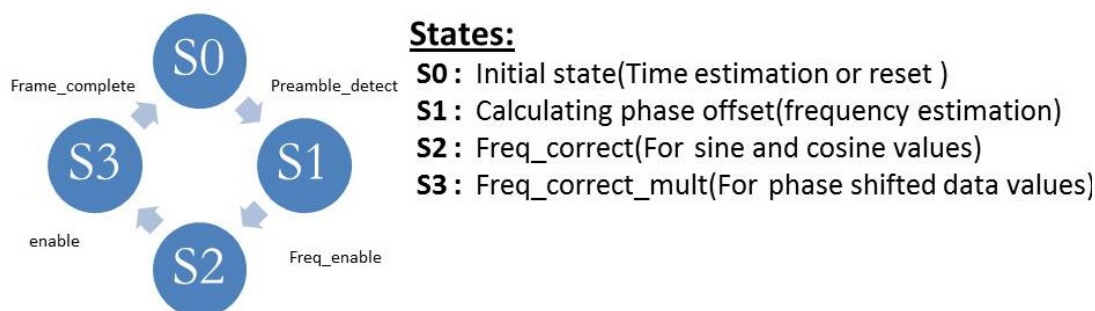 S0
Frame_complete
Preamble_detect
S3
S1
enable
Freq_enable
S2
States:
S0 : Initial state(Time estimation or reset )
S1 : Calculating phase offset(frequency estimation)
S2 : Freq_correct(For sine and cosine values)
S3 : Freq_correct_mult(For phase shifted data values)